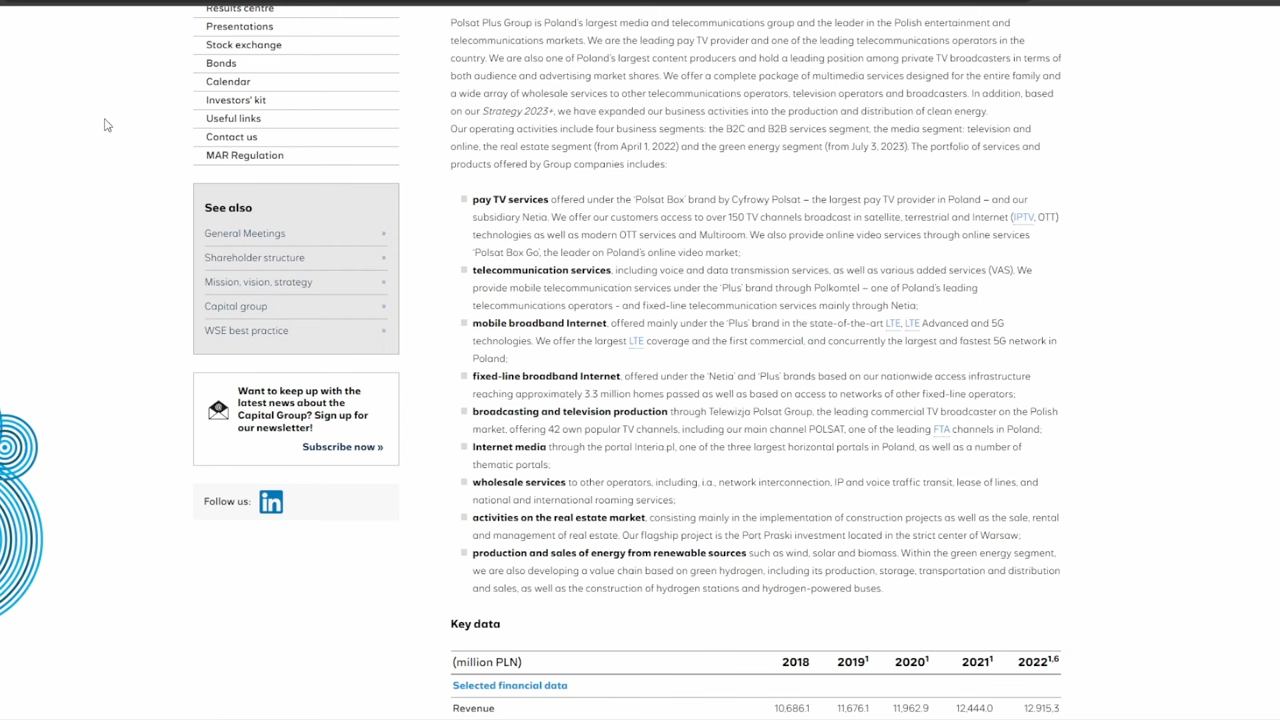 Results centre
Presentations
Stock exchange
Bonds
Calendar
Investors' kit
Useful links
Contact us
MAR Regulation
See also
General Meetings »
Shareholder structure »
Mission, vision, strategy »
Capital group »
WSE best practice »
Want to keep up with the
latest news about the
Capital Group? Sign up for
our newsletter!
Subscribe now »
Follow us: in
Polsat Plus Group is Poland's largest media and telecommunications group and the leader in the Polish entertainment and
telecommunications markets. We are the leading pay TV provider and one of the leading telecommunications operators in the
country. We are also one of Poland's largest content producers and hold a leading position among private TV broadcasters in terms of
both audience and advertising market shares. We offer a complete package of multimedia services designed for the entire family and
a wide array of wholesale services to other telecommunications operators, television operators and broadcasters. In addition, based
on our Strategy 2023+, we have expanded our business activities into the production and distribution of clean energy.
Our operating activities include four business segments: the B2C and B2B services segment, the media segment: television and
online, the real estate segment (from April 1, 2022) and the green energy segment (from July 3, 2023). The portfolio of services and
products offered by Group companies includes:
pay TV services offered under the 'Polsat Box' brand by Cyfrowy Polsat – the largest pay TV provider in Poland – and our
subsidiary Netia. We offer our customers access to over 150 TV channels broadcast in satellite, terrestrial and Internet (IPTV, OTT)
technologies as well as modern OTT services and Multiroom. We also provide online video services through online services
'Polsat Box Go', the leader on Poland's online video market;
telecommunication services, including voice and data transmission services, as well as various added services (VAS). We
provide mobile telecommunication services under the 'Plus' brand through Polkomtel – one of Poland's leading
telecommunications operators - and fixed-line telecommunication services mainly through Netia;
mobile broadband Internet, offered mainly under the 'Plus' brand in the state-of-the-art LTE, LTE Advanced and 5G
technologies. We offer the largest LTE coverage and the first commercial, and concurrently the largest and fastest 5G network in
Poland;
fixed-line broadband Internet, offered under the 'Netia' and 'Plus' brands based on our nationwide access infrastructure
reaching approximately 3.3 million homes passed as well as based on access to networks of other fixed-line operators;
broadcasting and television production through Telewizja Polsat Group, the leading commercial TV broadcaster on the Polish
market, offering 42 own popular TV channels, including our main channel POLSAT, one of the leading FTA channels in Poland;
Internet media through the portal Interia.pl, one of the three largest horizontal portals in Poland, as well as a number of
thematic portals;
wholesale services to other operators, including, i.a., network interconnection, IP and voice traffic transit, lease of lines, and
national and international roaming services;
activities on the real estate market, consisting mainly in the implementation of construction projects as well as the sale, rental
and management of real estate. Our flagship project is the Port Praski investment located in the strict center of Warsaw;
production and sales of energy from renewable sources such as wind, solar and biomass. Within the green energy segment,
we are also developing a value chain based on green hydrogen, including its production, storage, transportation and distribution
and sales, as well as the construction of hydrogen stations and hydrogen-powered buses.
Key data
(million PLN) 2018 2019¹ 2020¹ 2021¹ 2022¹,⁶
Selected financial data
Revenue 10,686.1 11,676.1 11,962.9 12,444.0 12.915,3